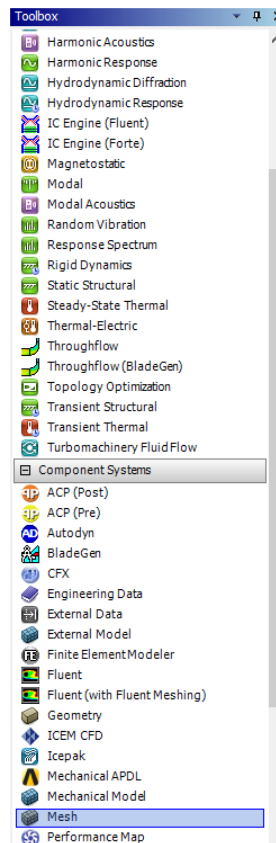 Toolbox
Harmonic Acoustics
Harmonic Response
Hydrodynamic Diffraction
Hydrodynamic Response
IC Engine (Fluent)
IC Engine (Forte)
Magnetostatic
Modal
Modal Acoustics
Random Vibration
Response Spectrum
Rigid Dynamics
Static Structural
Steady-State Thermal
Thermal-Electric
Throughflow
Throughflow (BladeGen)
Topology Optimization
Transient Structural
Transient Thermal
Turbomachinery Fluid Flow
Component Systems
ACP (Post)
ACP (Pre)
AD Autodyn
BladeGen
CFX
Engineering Data
External Data
External Model
FE Finite Element Modeler
Fluent
Fluent (with Fluent Meshing)
Geometry
ICEM CFD
Icepak
Mechanical APDL
Mechanical Model
Mesh
Performance Map